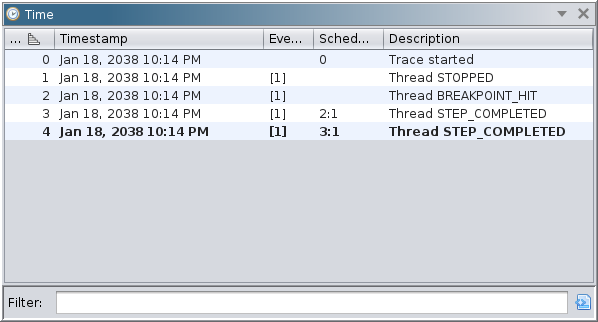 Time
... Timestamp Eve... Sched... Description
0 Jan 18, 2038 10:14 PM 0 Trace started
1 Jan 18, 2038 10:14 PM [1] Thread STOPPED
2 Jan 18, 2038 10:14 PM [1] Thread BREAKPOINT_HIT
3 Jan 18, 2038 10:14 PM [1] 2:1 Thread STEP_COMPLETED
4 Jan 18, 2038 10:14 PM [1] 3:1 Thread STEP_COMPLETED
Filter: